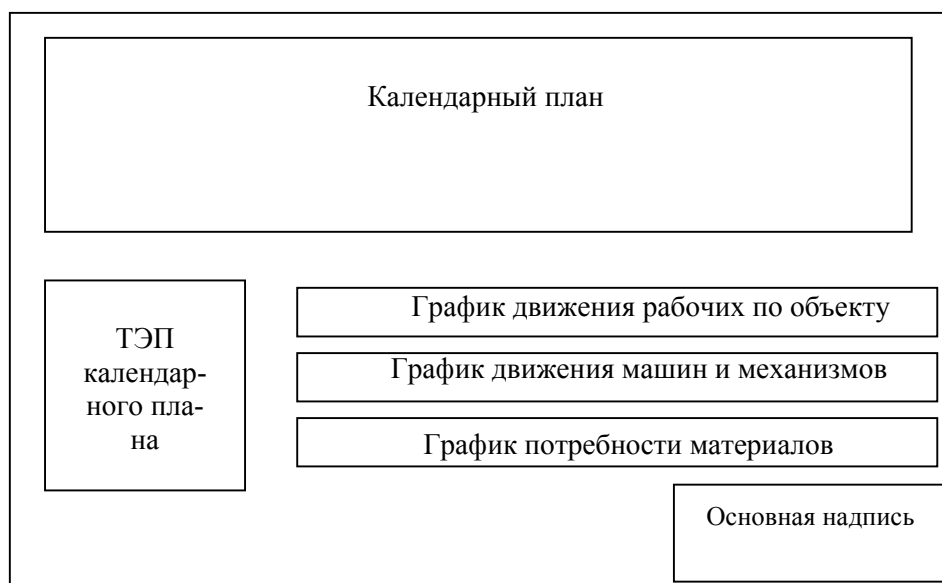 Календарный план
ТЭП
календар-
ного пла-
на
График движения рабочих по объекту
График движения машин и механизмов
График потребности материалов
Основная надпись